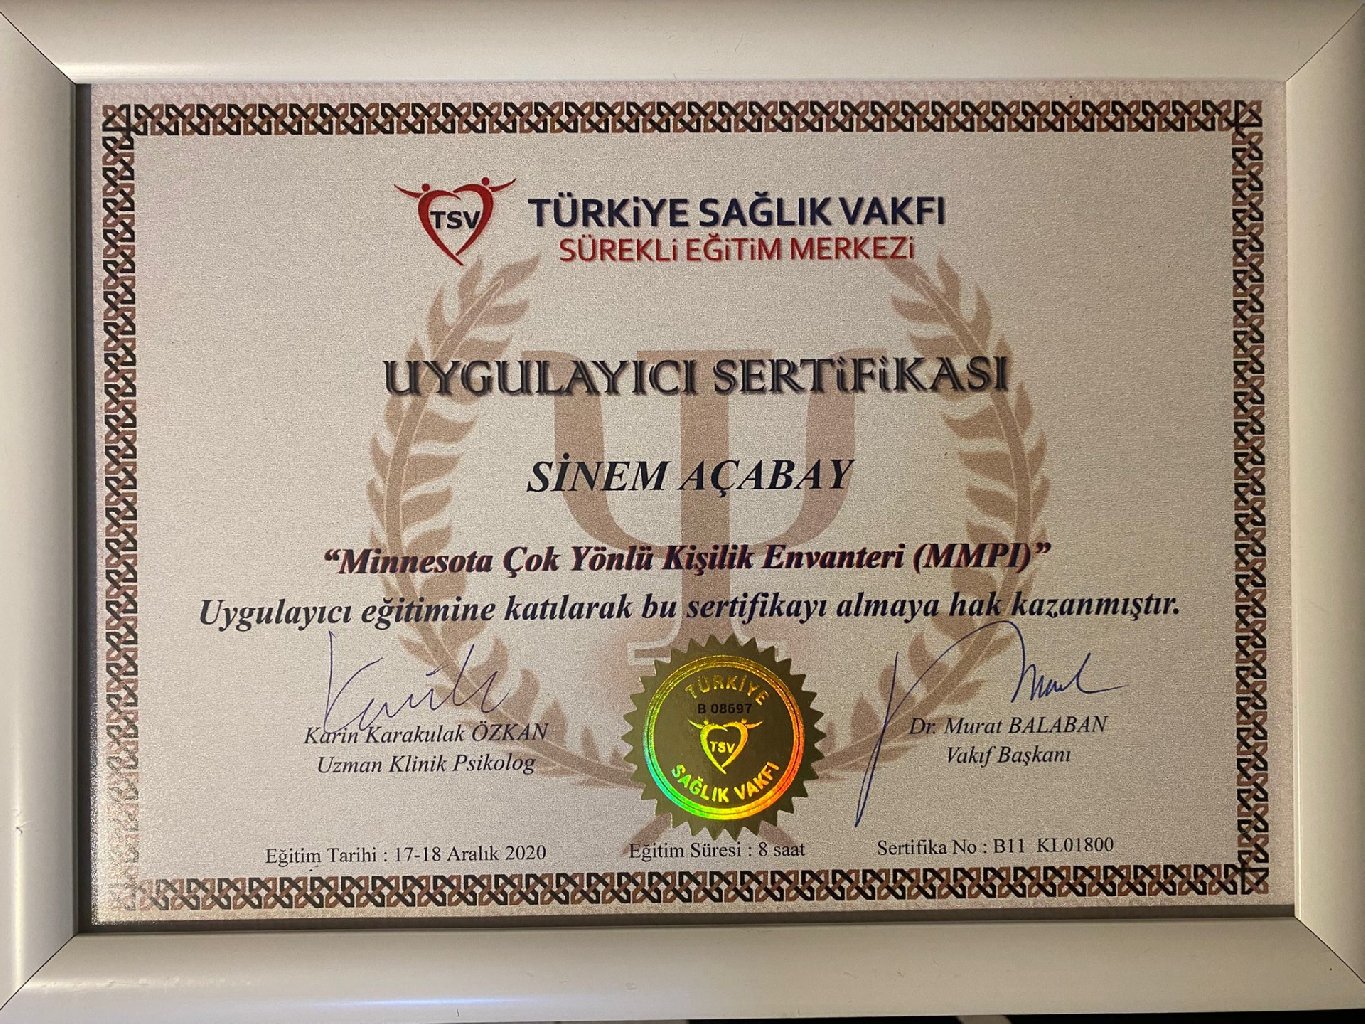 TSV
TÜRKİYE SAĞLIK VAKFI
SÜREKLİ EĞİTİM MERKEZİ
UYGULAYICI SERTİFİKASI
SİNEM AÇABAY
“Minnesota Çok Yönlü Kişilik Envanteri (MMPI)”
Uygulayıcı eğitimine katılarak bu sertifikayı almaya hak kazanmıştır.
Karin Karakulak ÖZKAN
Uzman Klinik Psikolog
TÜRKİYE
B 08697
TSV
SAĞLIK VAKFI
Dr. Murat BALABAN
Vakıf Başkanı
Eğitim Tarihi : 17-18 Aralık 2020
Eğitim Süresi : 8 saat
Sertifika No : B11 KL01800